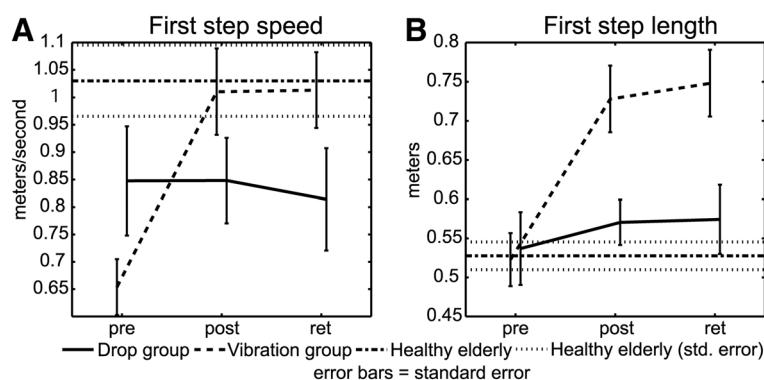 A First step speed
1.1
1.05
1
0.95
0.9
0.85
0.8
0.75
0.7
0.65
meters/second
pre post ret
B First step length
0.8
0.75
0.7
0.65
0.6
0.55
0.5
0.45
meters
pre post ret
Drop group Vibration group Healthy elderly Healthy elderly (std. error)
error bars = standard error